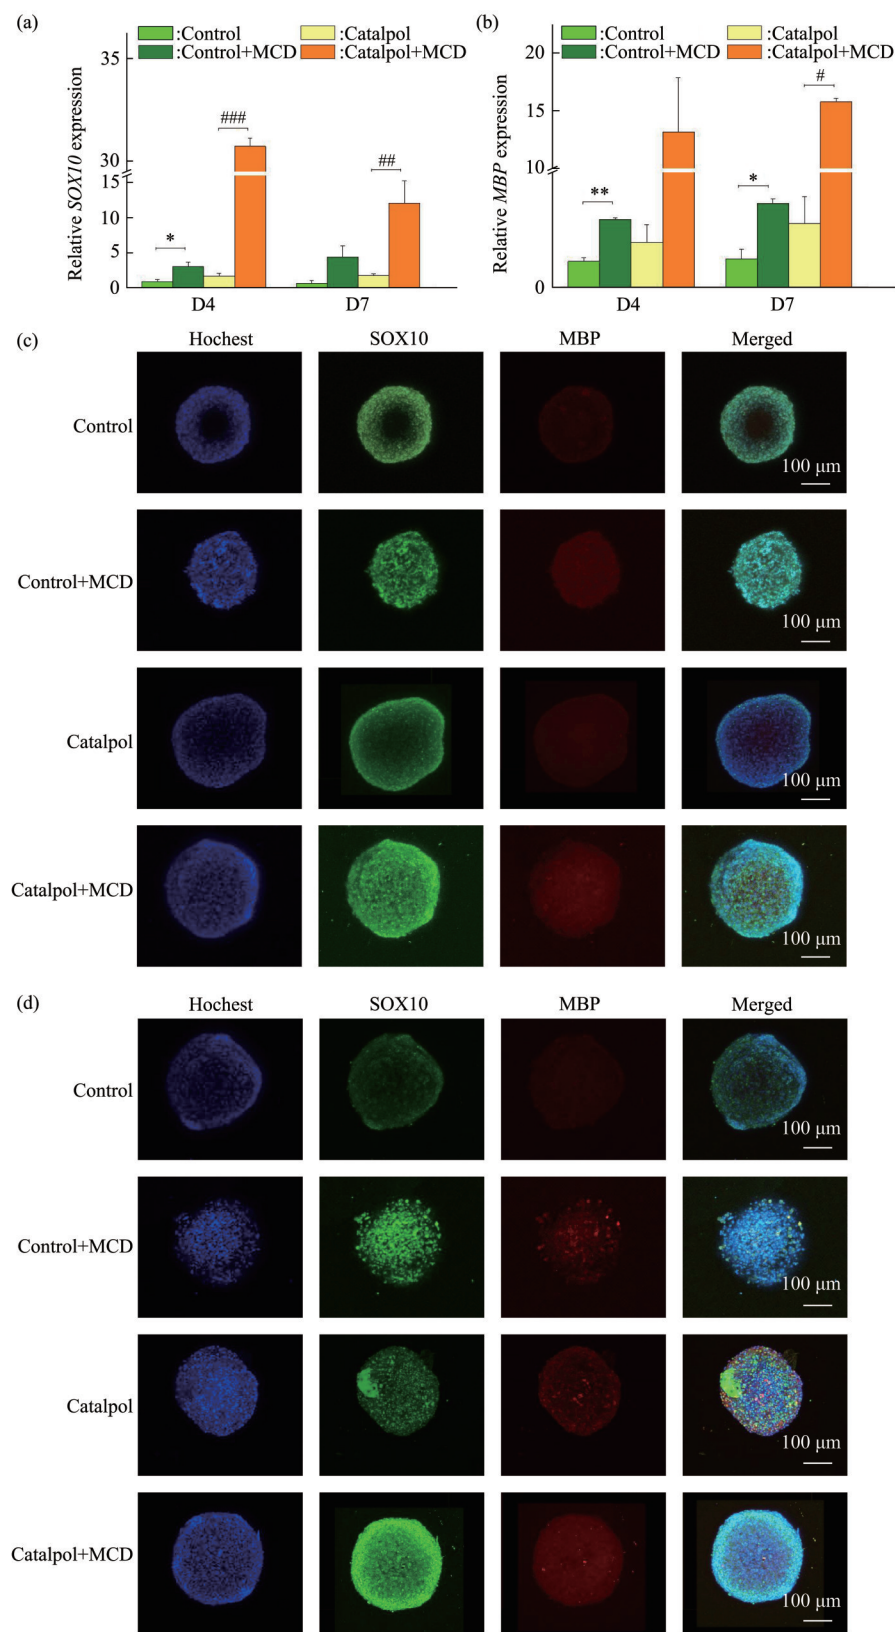 (a)
:Control
:Catalpol
:Control+MCD
:Catalpol+MCD
Relative SOX10 expression
35
30
15
10
5
0
*
###
##
D4
D7
(b)
:Control
:Catalpol
:Control+MCD
:Catalpol+MCD
Relative MBP expression
20
15
10
0
**
*
#
D4
D7
(c)
Hochest
SOX10
MBP
Merged
Control
100 μm
Control+MCD
100 μm
Catalpol
100 μm
Catalpol+MCD
100 μm
(d)
Hochest
SOX10
MBP
Merged
Control
100 μm
Control+MCD
100 μm
Catalpol
100 μm
Catalpol+MCD
100 μm